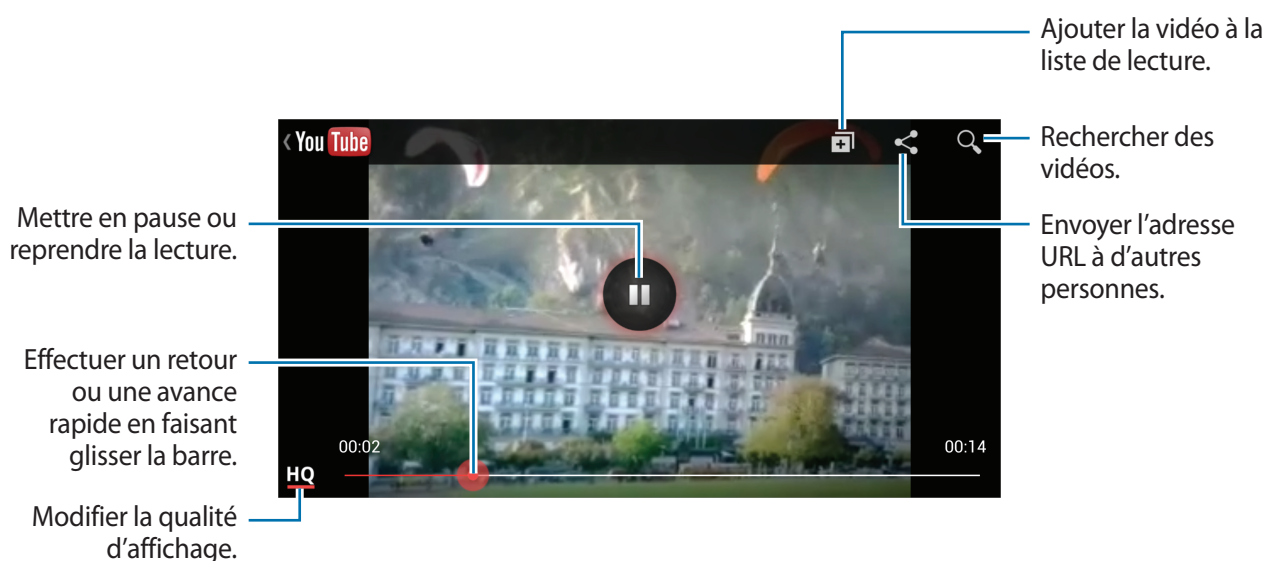 Ajouter la vidéo à la
liste de lecture.
You Tube
Rechercher des
vidéos.
Mettre en pause ou
reprendre la lecture.
Envoyer l’adresse
URL à d’autres
personnes.
Effectuer un retour
ou une avance
rapide en faisant
glisser la barre.
00:02
00:14
HQ
Modifier la qualité
d’affichage.